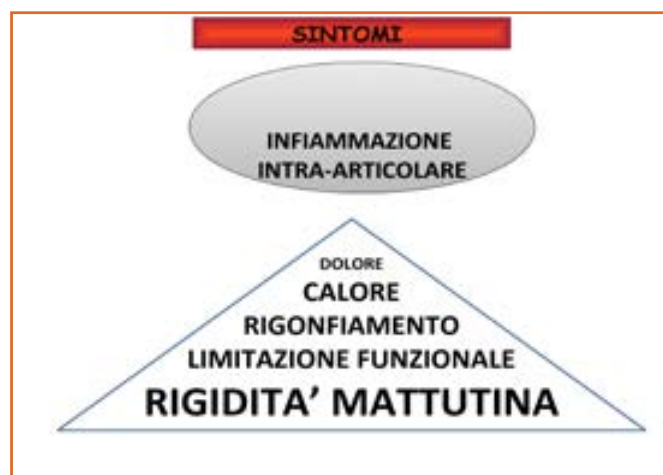 SINTOMI
INFIAMMAZIONE
INTRA-ARTICOLARE
DOLORE
CALORE
RIGONFIAMENTO
LIMITAZIONE FUNZIONALE
RIGIDITA’ MATTUTINA